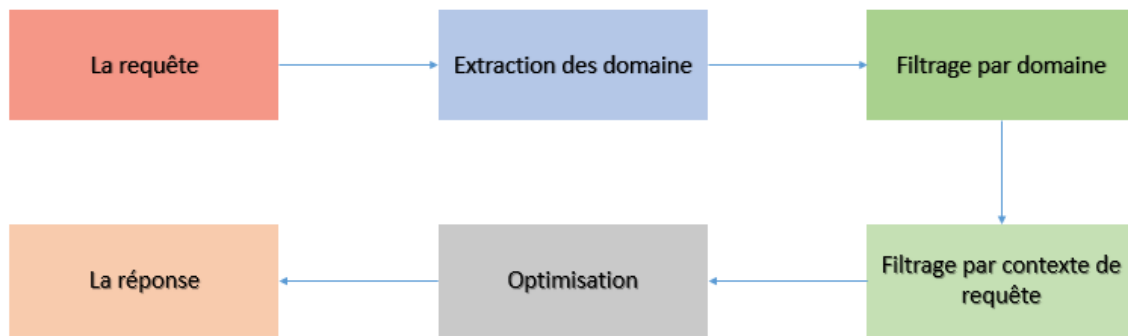 La requête
Extraction des domaine
Filtrage par domaine
La réponse
Optimisation
Filtrage par contexte de
requête